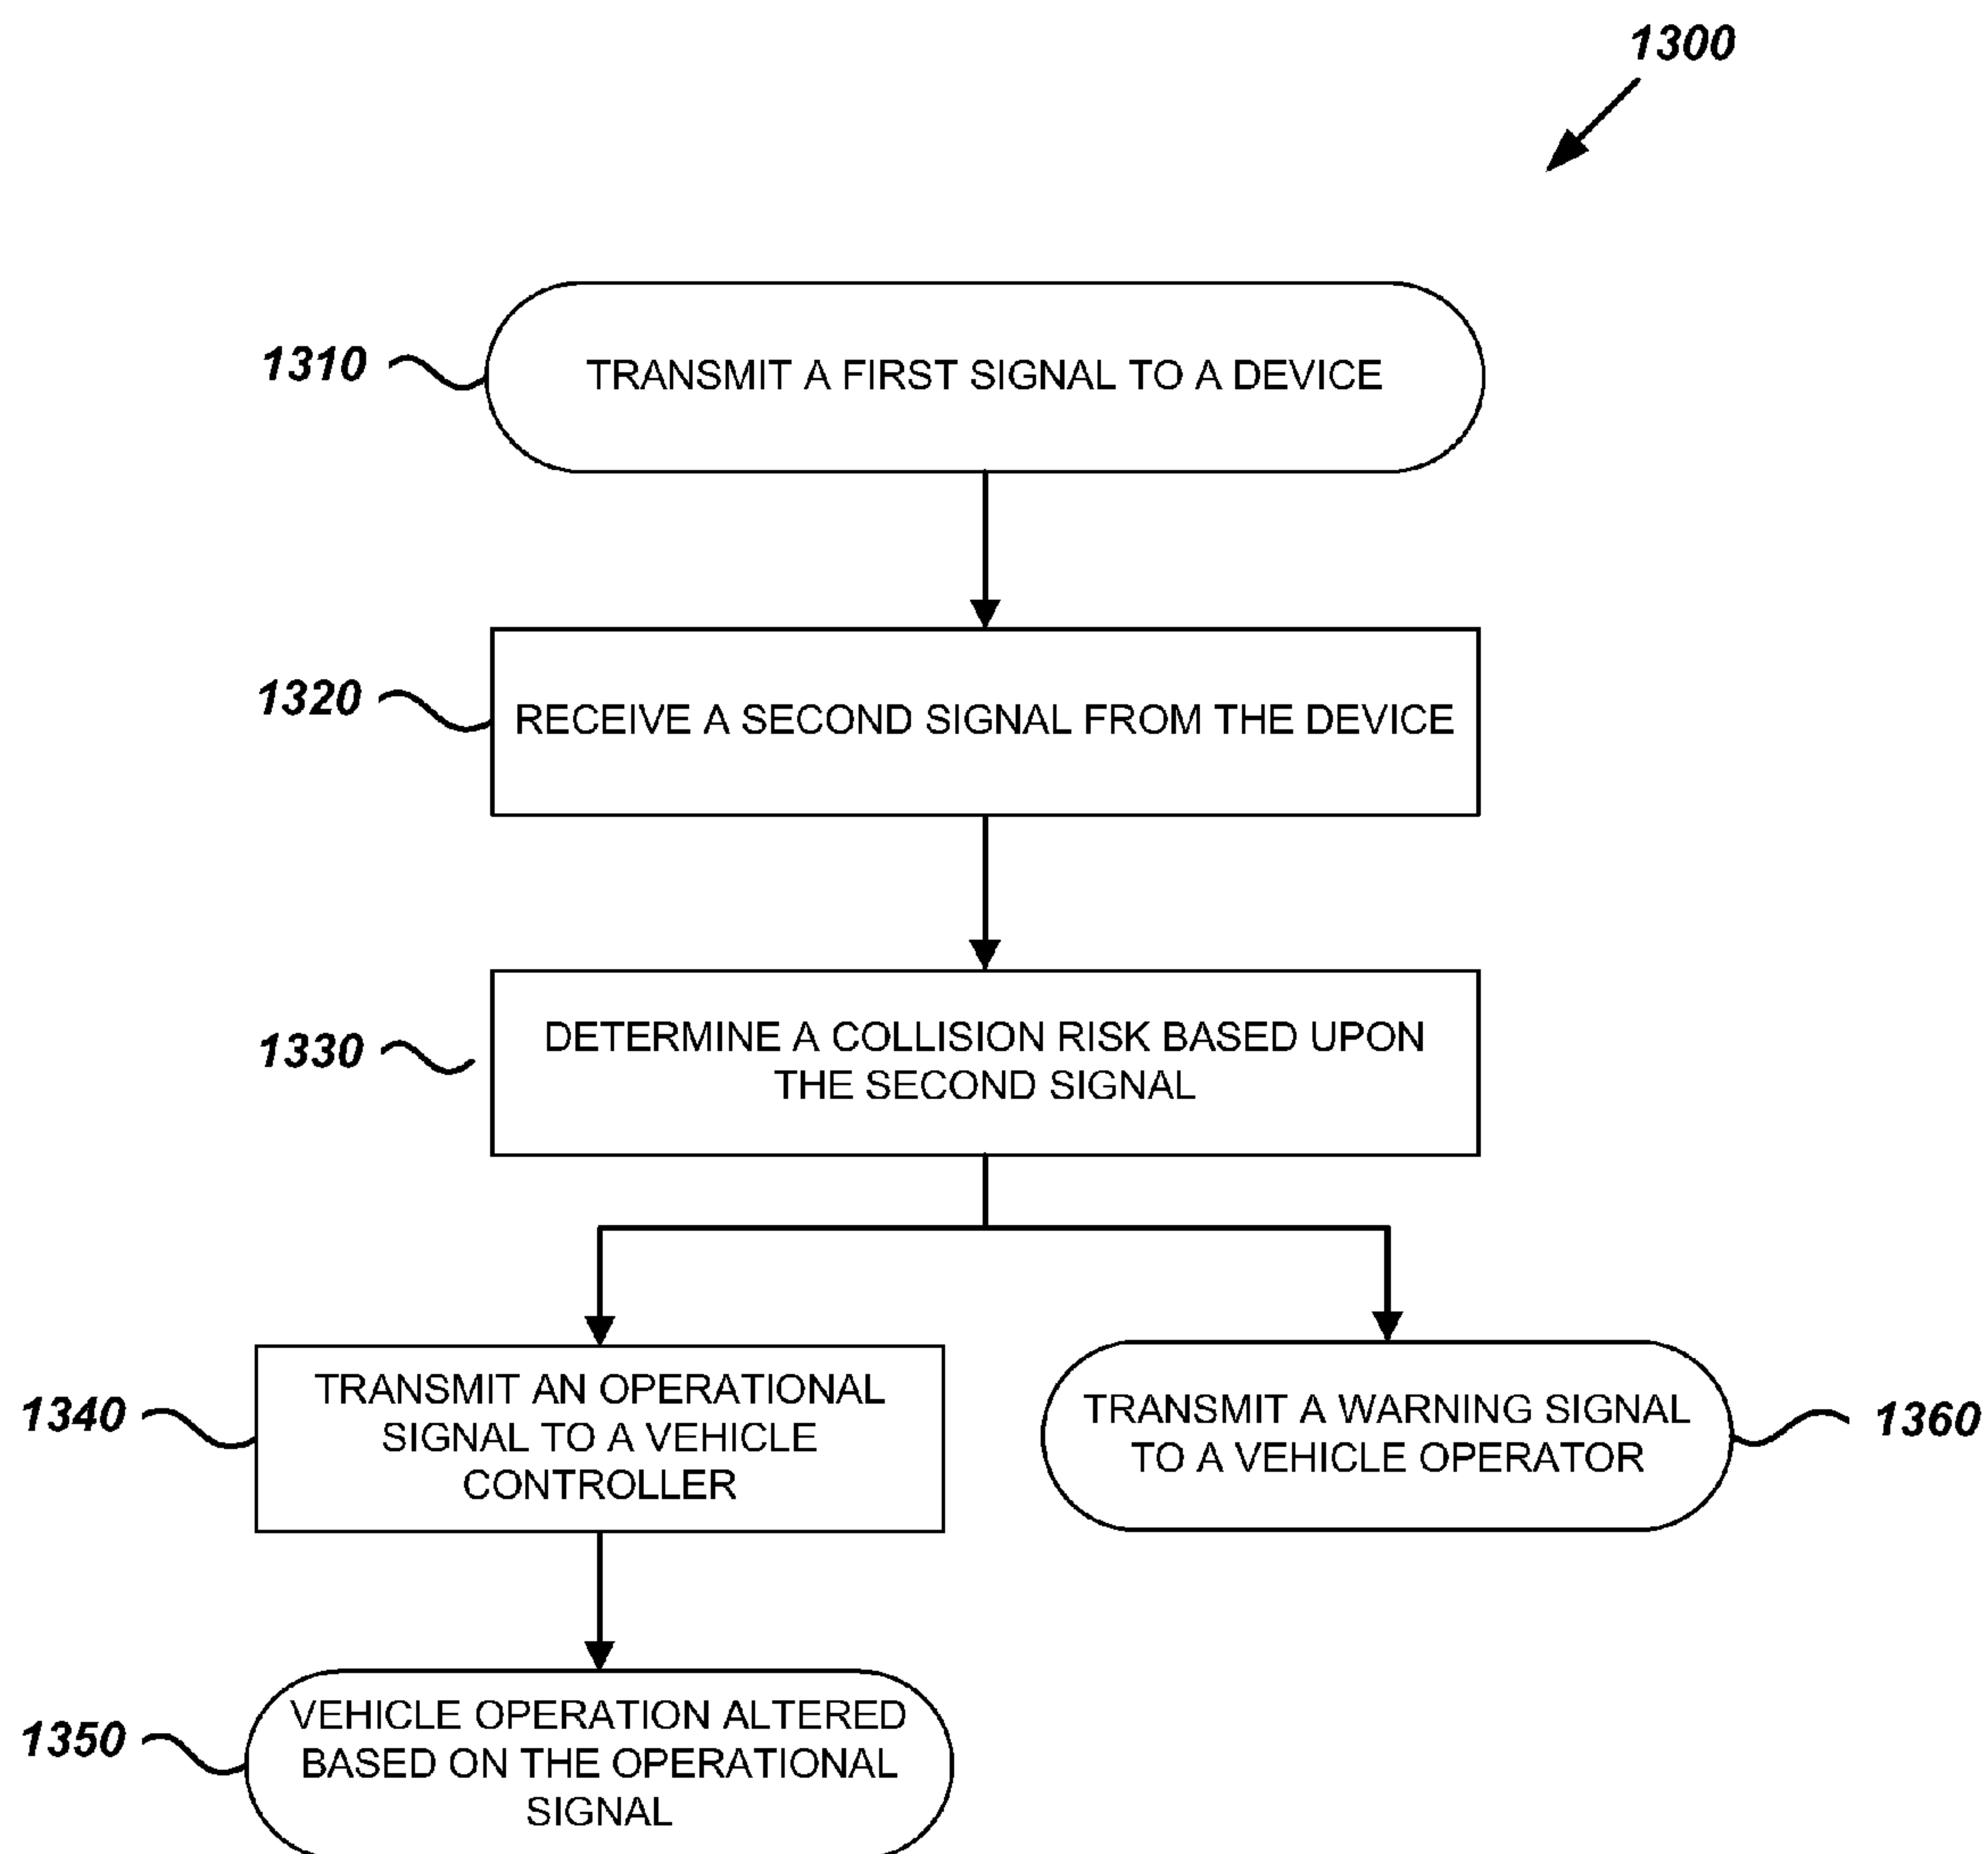 1300
1310
TRANSMIT A FIRST SIGNAL TO A DEVICE
1320
RECEIVE A SECOND SIGNAL FROM THE DEVICE
1330
DETERMINE A COLLISION RISK BASED UPON
THE SECOND SIGNAL
1340
TRANSMIT AN OPERATIONAL
SIGNAL TO A VEHICLE
CONTROLLER
TRANSMIT A WARNING SIGNAL
TO A VEHICLE OPERATOR
1360
1350
VEHICLE OPERATION ALTERED
BASED ON THE OPERATIONAL
SIGNAL